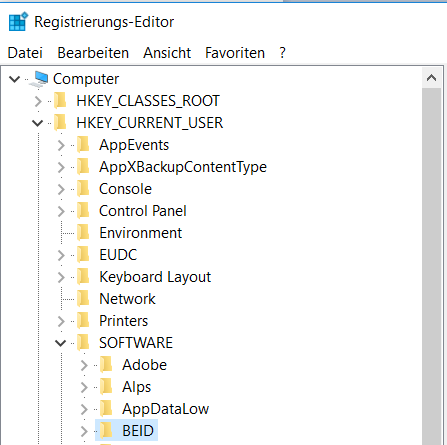 Registrierungs-Editor
Datei Bearbeiten Ansicht Favoriten ?
Computer
HKEY_CLASSES_ROOT
HKEY_CURRENT_USER
AppEvents
AppXBackupContentType
Console
Control Panel
Environment
EUDC
Keyboard Layout
Network
Printers
SOFTWARE
Adobe
Alps
AppDataLow
BEID